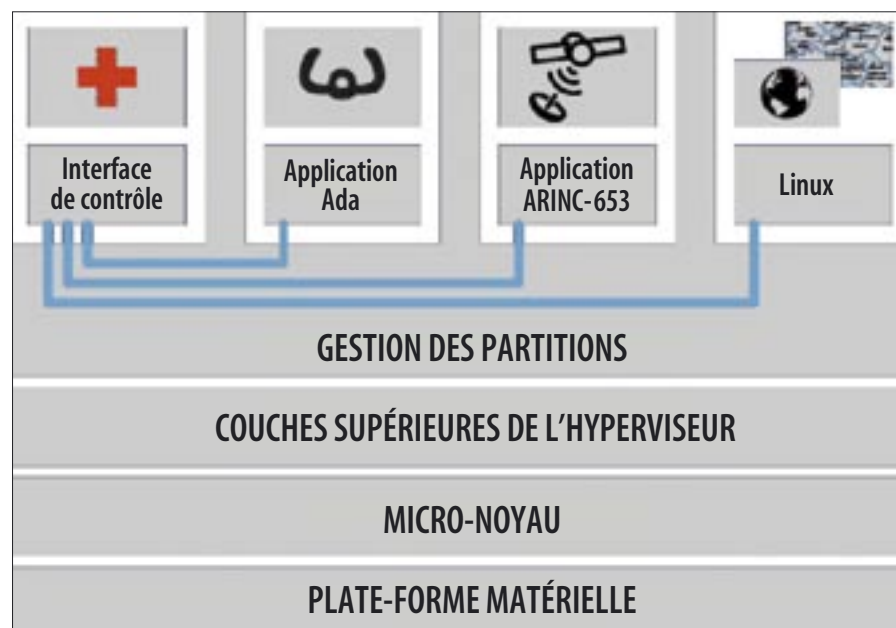 Interface
de contrôle
Application
Ada
Application
ARINC-653
Linux
GESTION DES PARTITIONS
COUCHES SUPÉRIEURES DE L’HYPERVISEUR
MICRO-NOYAU
PLATE-FORME MATÉRIELLE